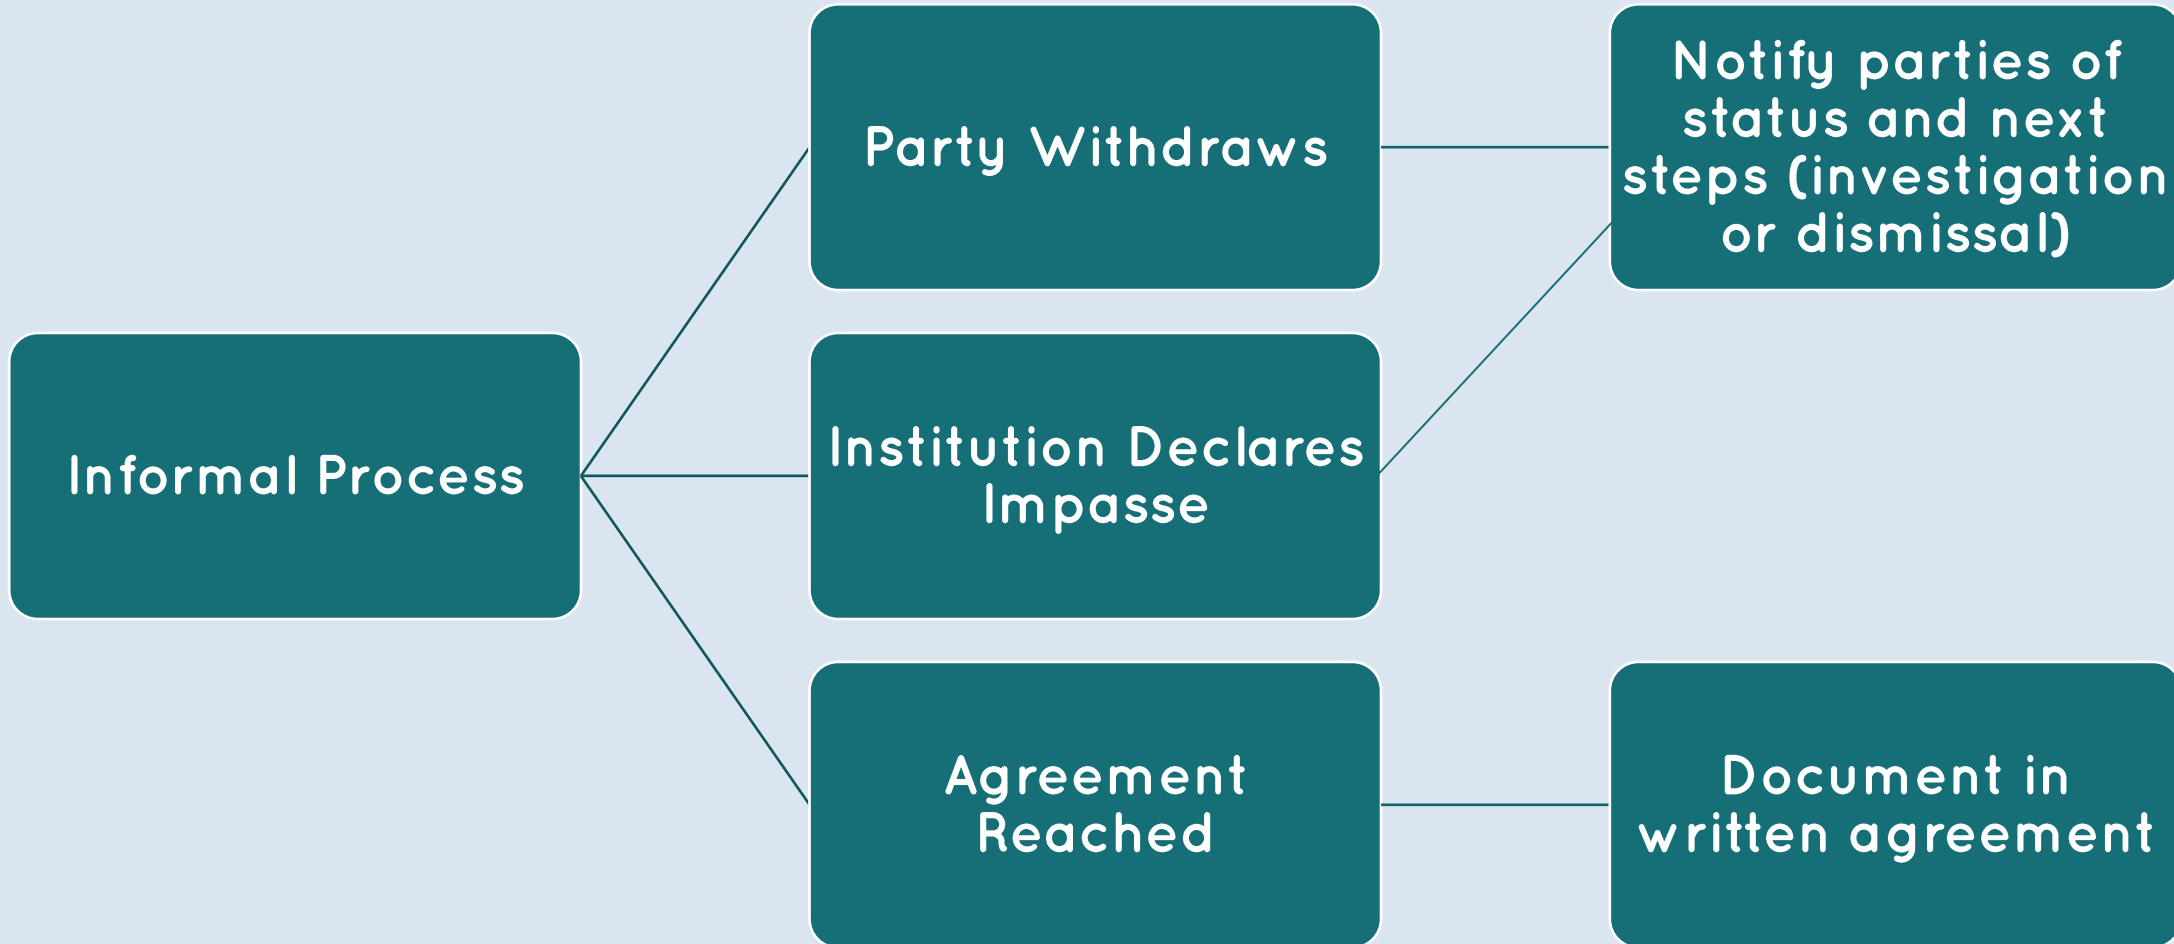 Informal Process
Party Withdraws
Institution Declares
Impasse
Agreement
Reached
Notify parties of
status and next
steps (investigation
or dismissal)
Document in
written agreement